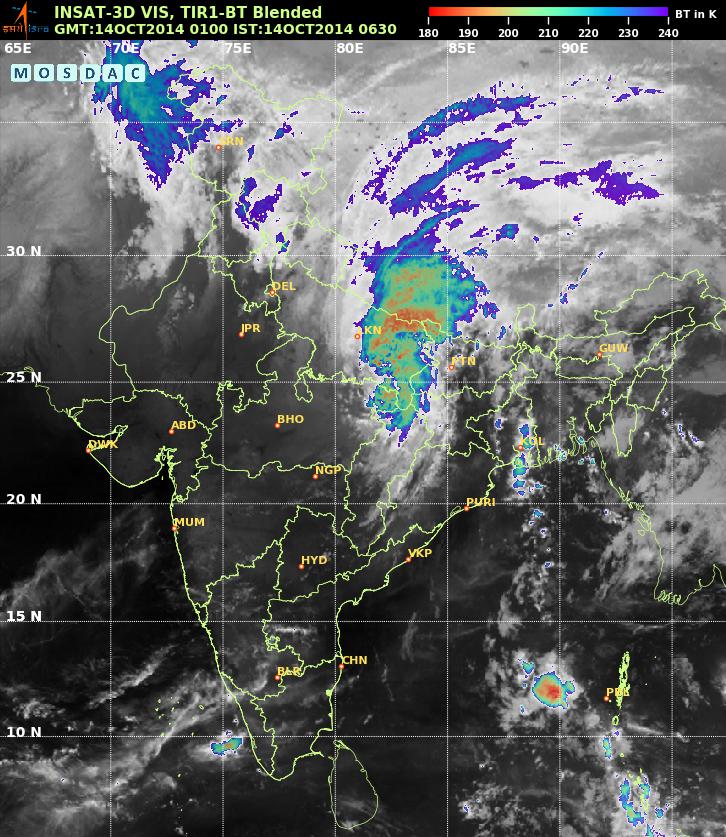 INSAT-3D VIS, TIR1-BT Blended
GMT:14OCT2014 0100 IST:14OCT2014 0630
BT in K
180 190 200 210 220 230 240
65E 70E 75E 80E 85E 90E
MOSDAC
SRN
30 N
DEL
JPR
LKN
GUW
PTN
25 N
BHO
ABD
DWK
KOL
NGP
20 N
PURI
MUM
VKP
HYD
15 N
CHN
BLR
PBL
10 N